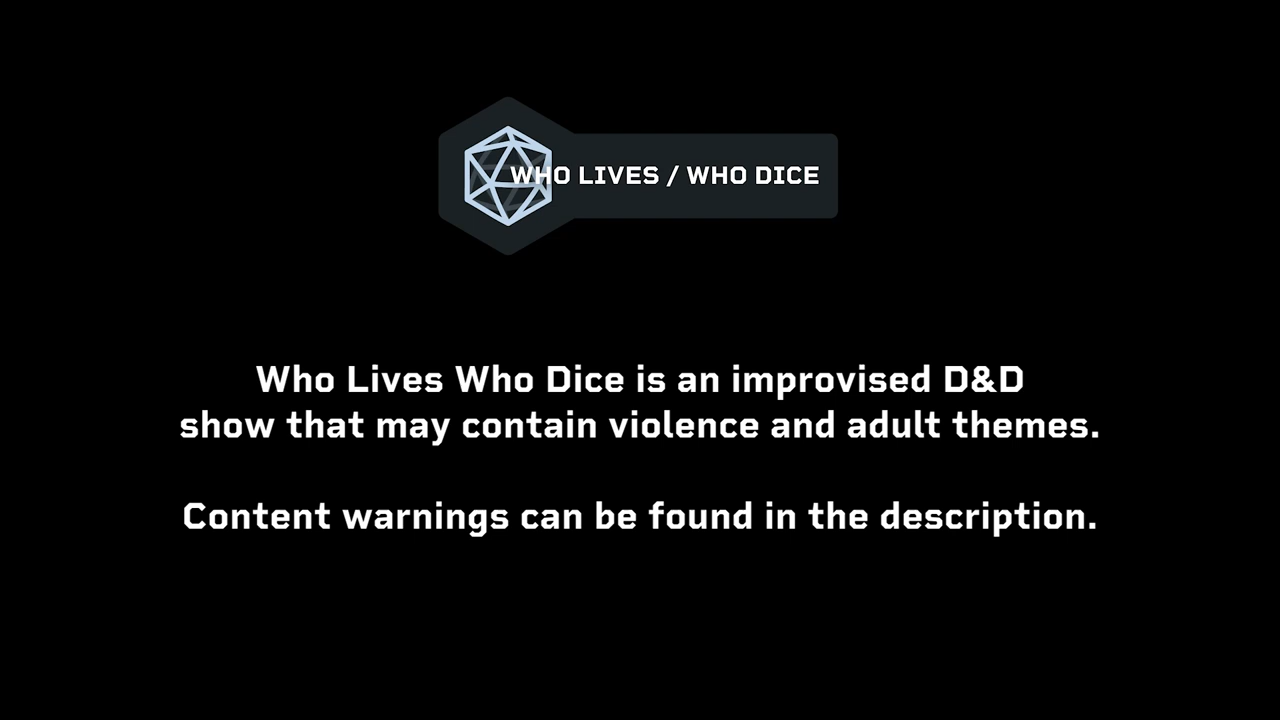 WHO LIVES / WHO DICE
Who Lives Who Dice is an improvised D&D
show that may contain violence and adult themes.
Content warnings can be found in the description.